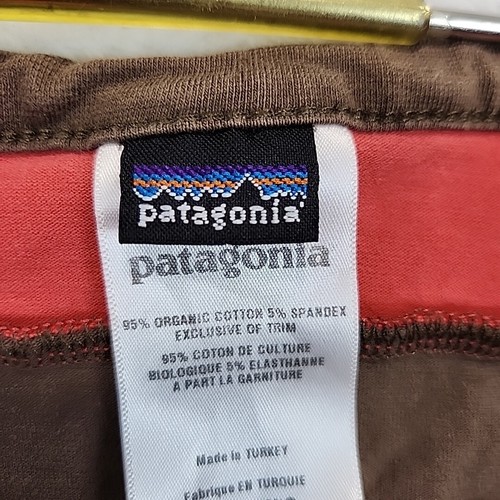 patagonia®
patagonia
95% ORGANIC COTTON 5% SPANDEX
EXCLUSIVE OF TRIM
95% COTON DE CULTURE
BIOLOGIQUE 5% ELASTHANNE
A PART LA GARNITURE
Made in TURKEY
Fabrique EN TURQUIE